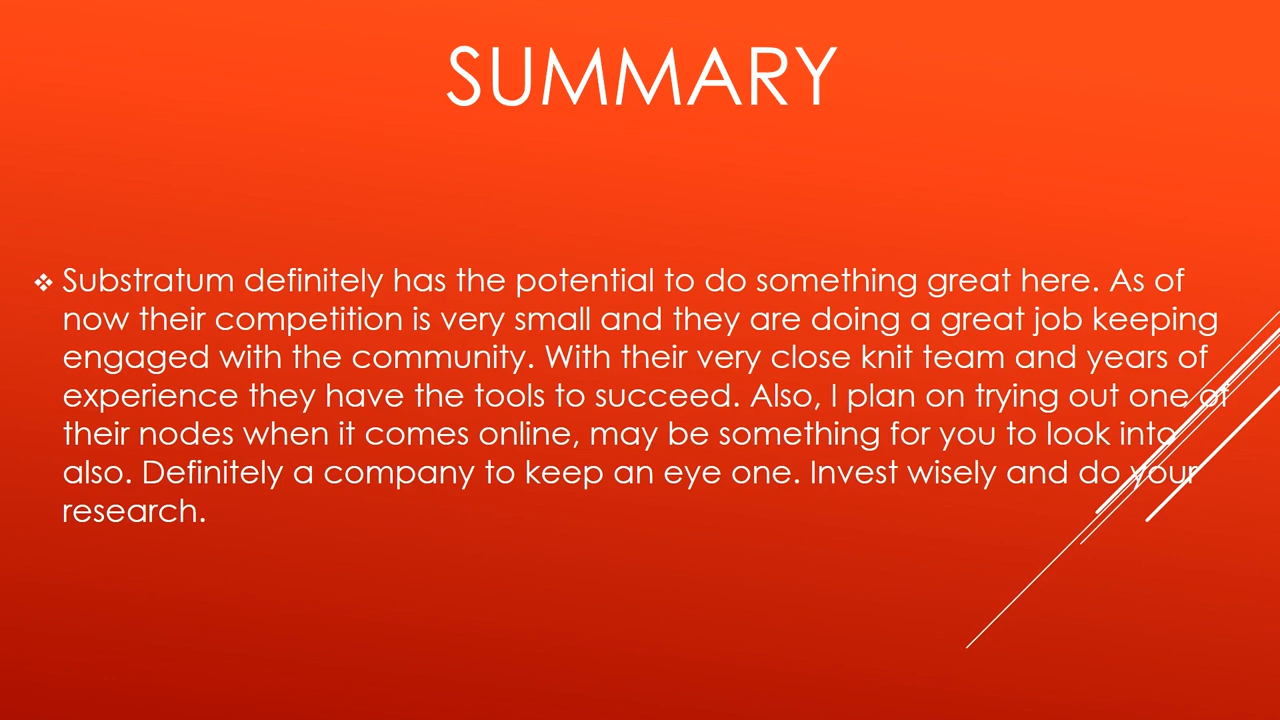 SUMMARY
❖ Substratum definitely has the potential to do something great here. As of
now their competition is very small and they are doing a great job keeping
engaged with the community. With their very close knit team and years of
experience they have the tools to succeed. Also, I plan on trying out one of
their nodes when it comes online, may be something for you to look into
also. Definitely a company to keep an eye one. Invest wisely and do your
research.